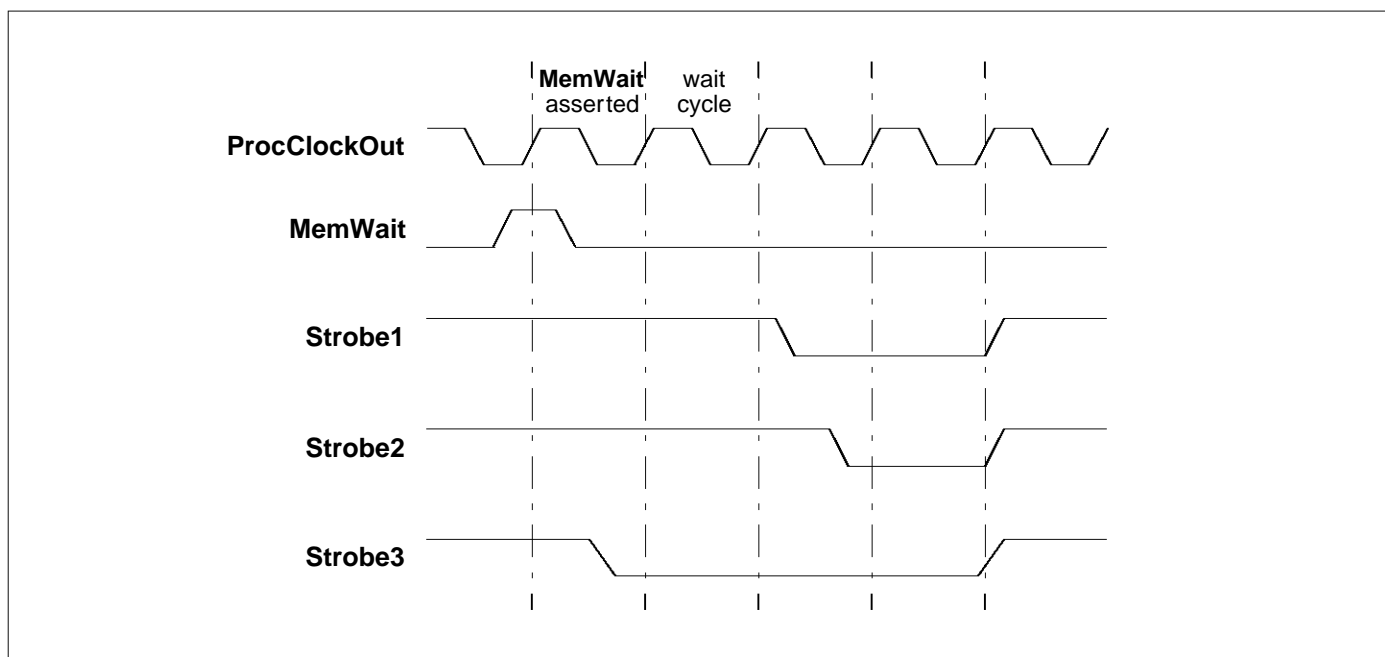 MemWait
asserted
wait
cycle
ProcClockOut
MemWait
Strobe1
Strobe2
Strobe3